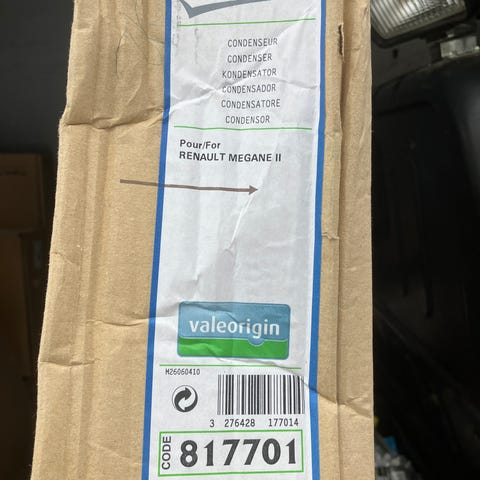 CONDENSEUR
CONDENSER
KONDENSATOR
CONDENSADOR
CONDENSATORE
CONDENSOR
Pour/For
RENAULT MEGANE II
valeorigin
M26060410
3 276428 177014
CODE 817701